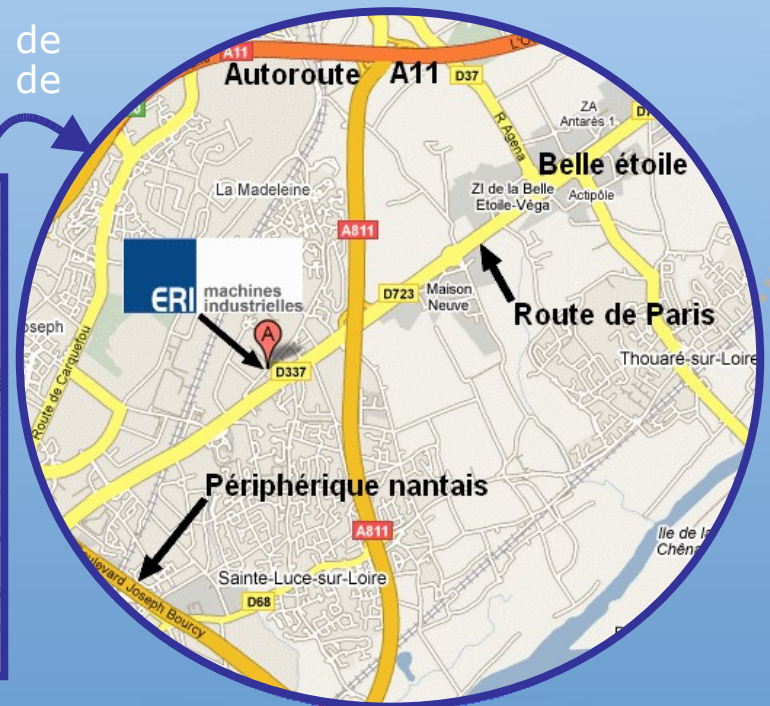 de
de
A11
Autoroute A11
D37
R Agena
ZA
Antarès 1
Belle étoile
La Madeleine
ZI de la Belle
Etoile-Véga
Actipôle
A811
ERI machines
industrielles
D723
Maison
Neuve
Route de Paris
oseph
A
D337
Thouaré-sur-Loire
Route de Carquefou
Périphérique nantais
A811
Ile de la
Chêna
Sainte-Luce-sur-Loire
D68
oulevard Joseph Bourcy